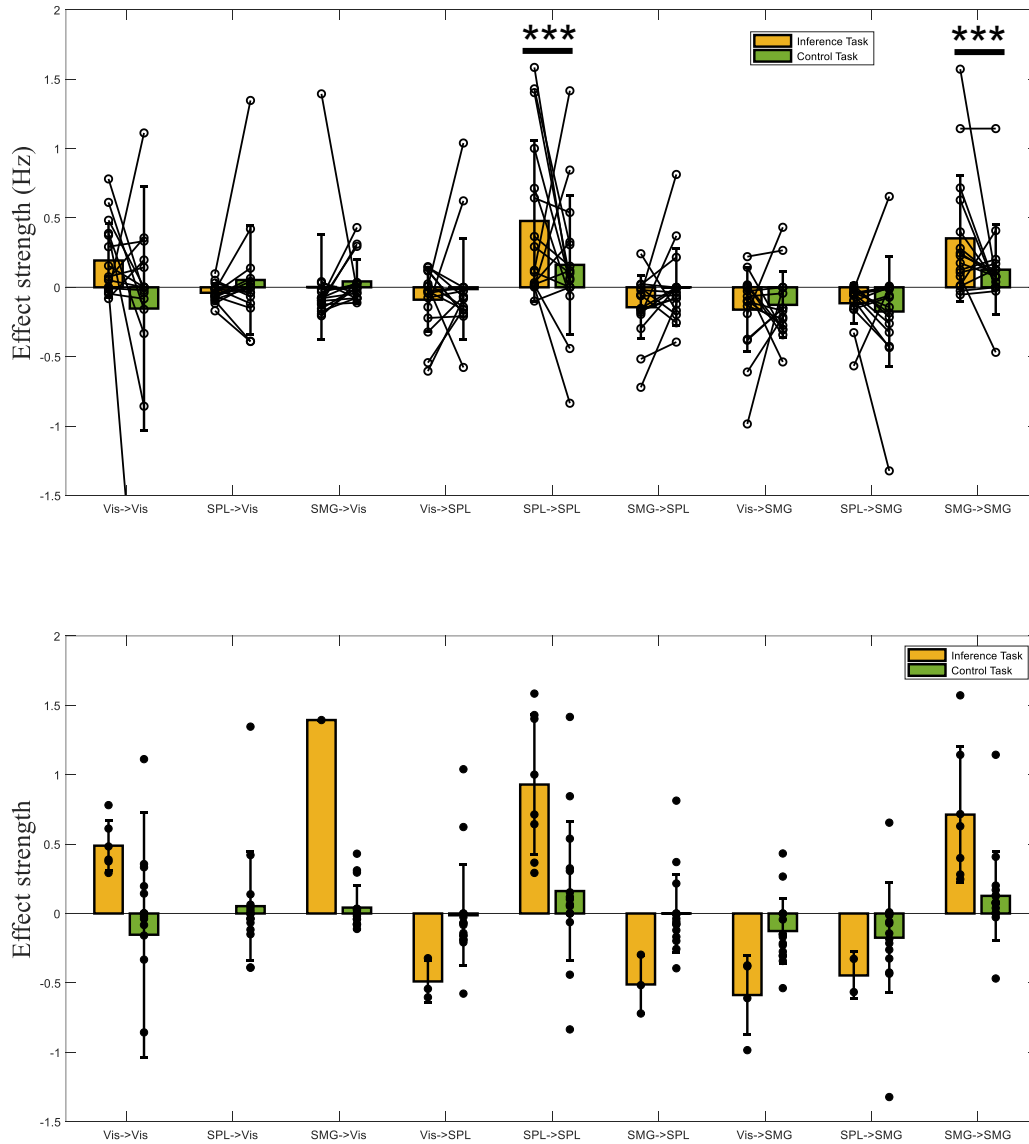 2
***
***
Inference Task
Control Task
1.5
1
0.5
0
-0.5
-1
-1.5
Effect strength (Hz)
Vis->Vis SPL->Vis SMG->Vis Vis->SPL SPL->SPL SMG->SPL Vis->SMG SPL->SMG SMG->SMG
2
Inference Task
Control Task
1.5
1
0.5
0
-0.5
-1
-1.5
Effect strength
Vis->Vis SPL->Vis SMG->Vis Vis->SPL SPL->SPL SMG->SPL Vis->SMG SPL->SMG SMG->SMG